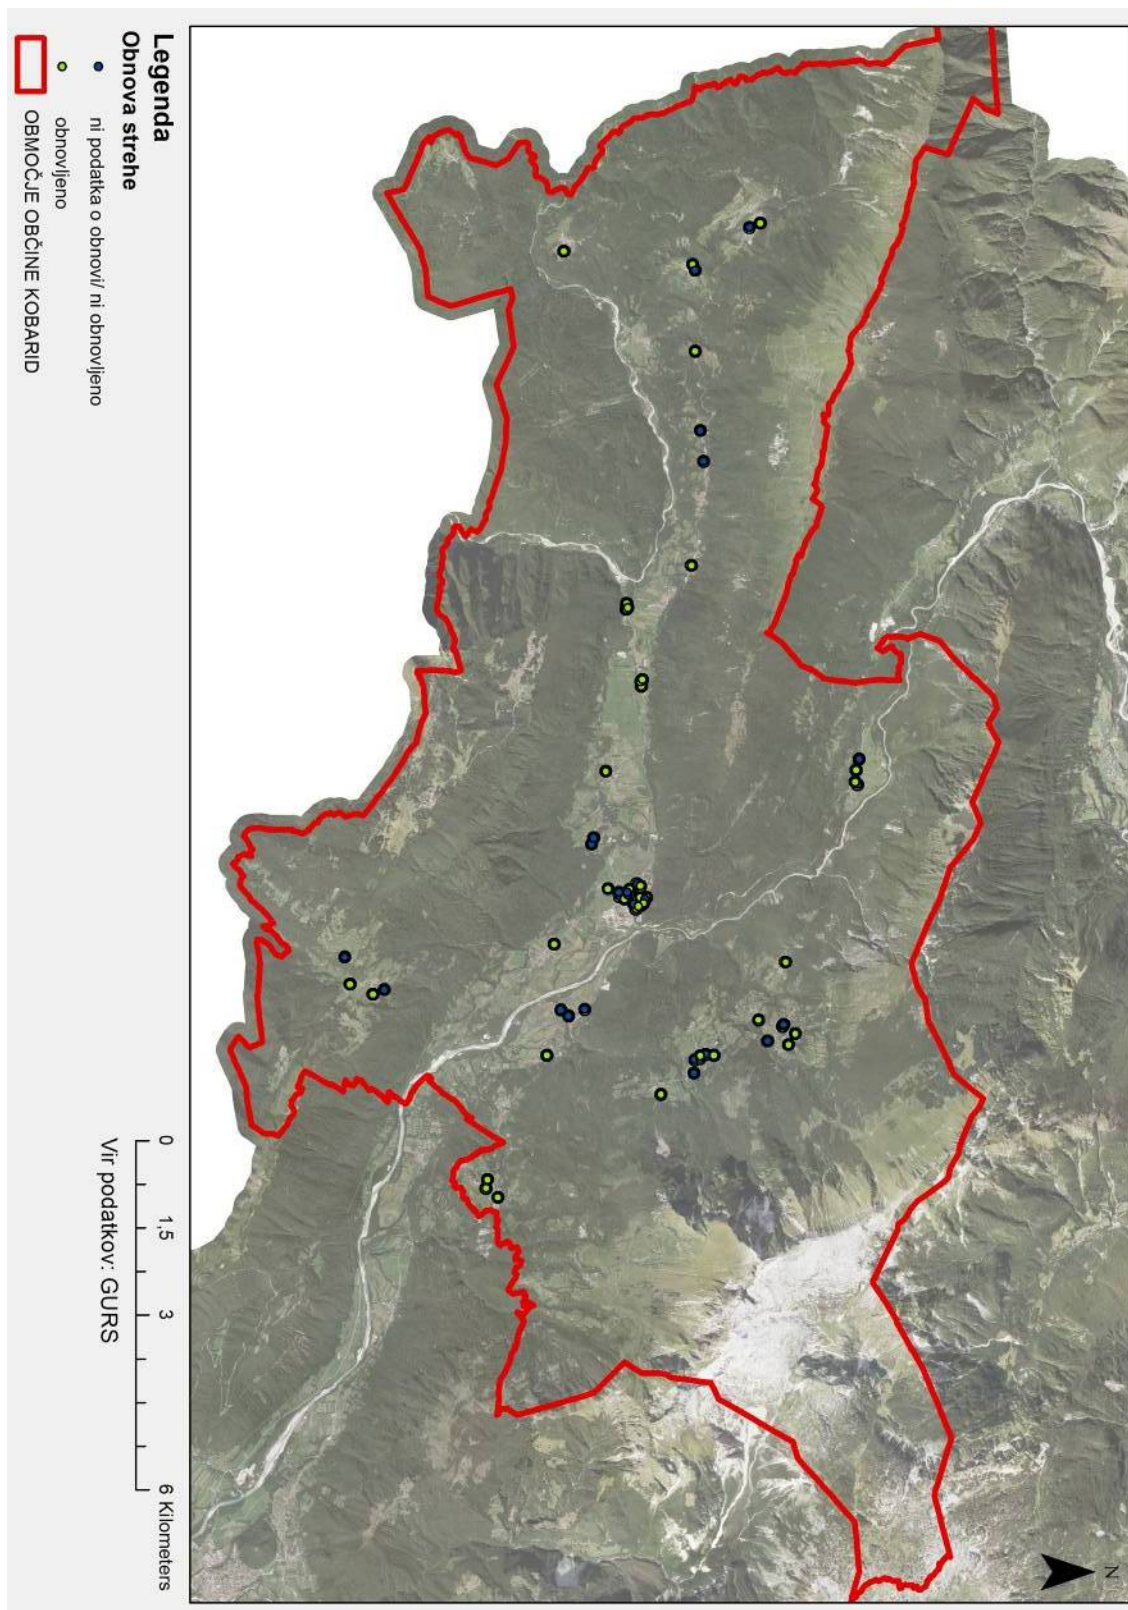 N
Legenda
Obnova strehe
ni podatka o obnovi/ ni obnovljeno
obnovljeno
OBMOČJE OBČINE KOBARID
0 1,5 3 6 Kilometers
Vir podatkov: GURS